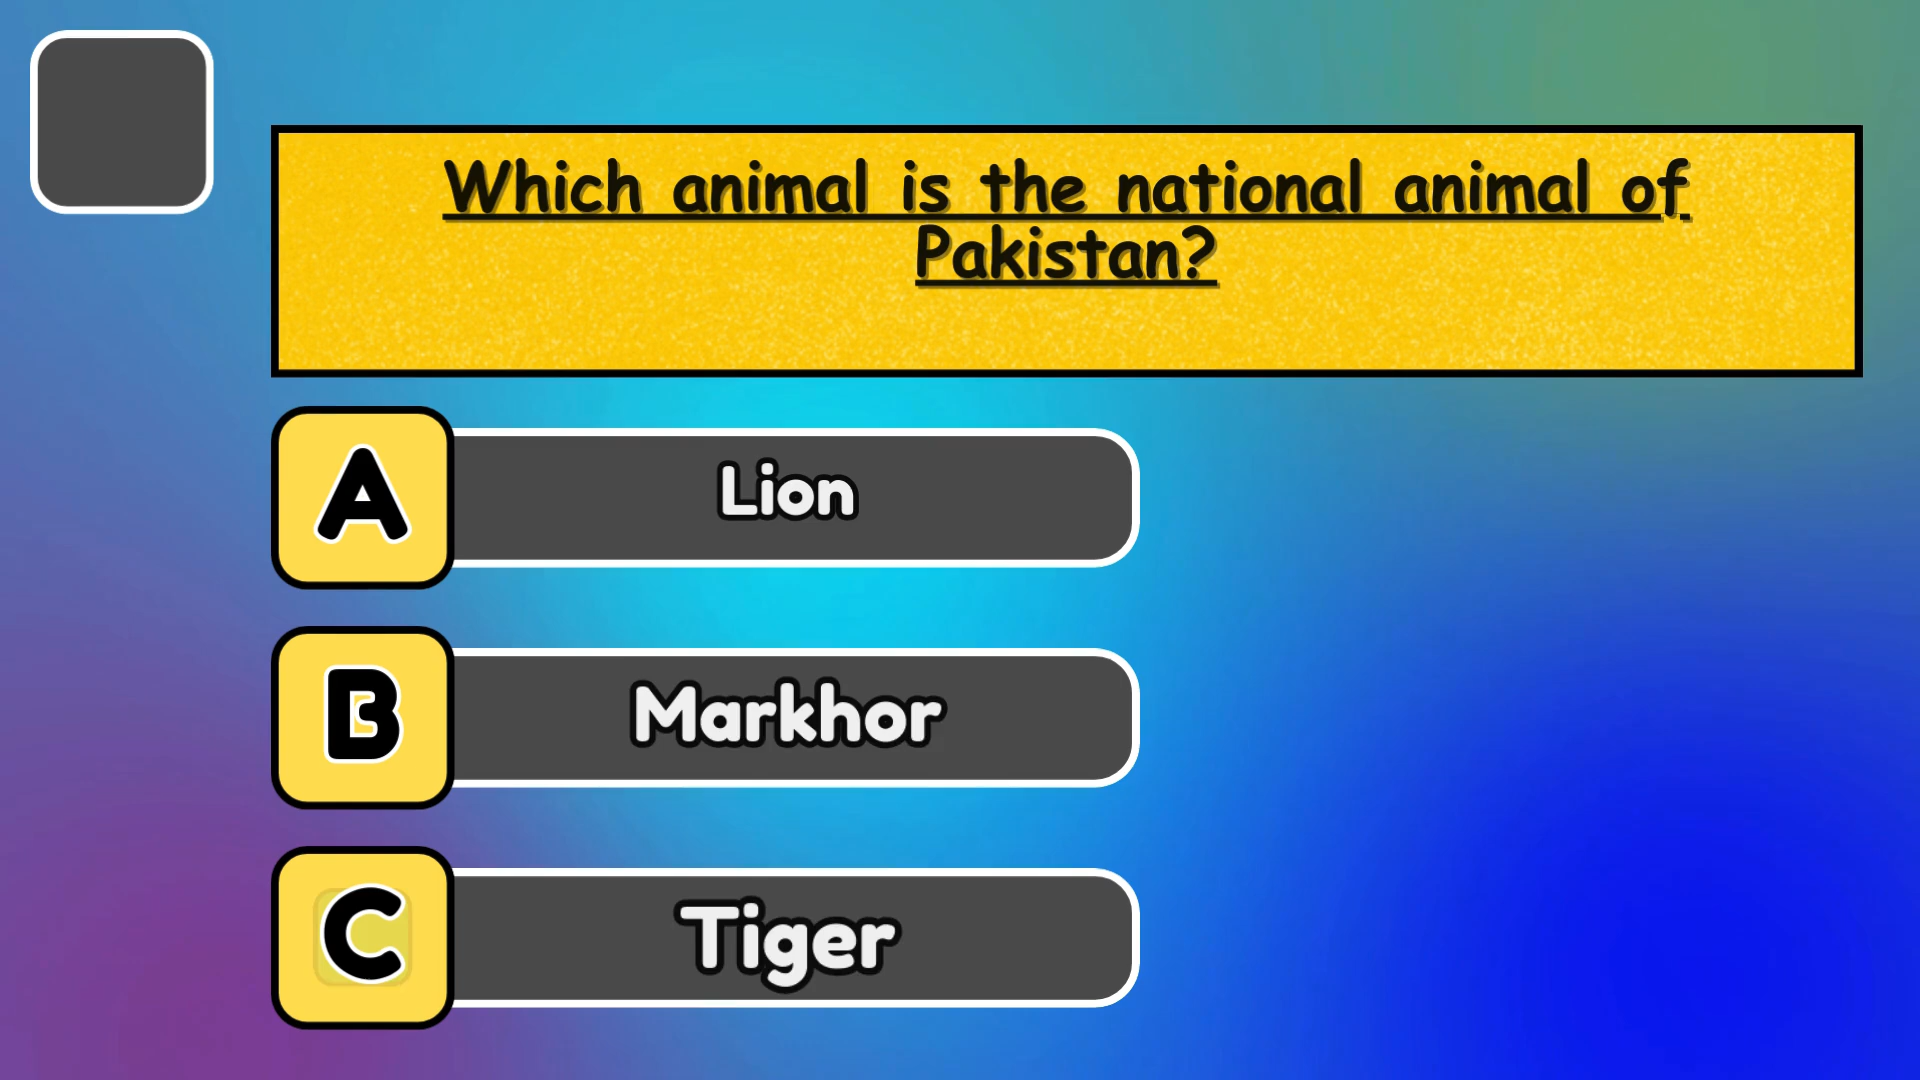 Which animal is the national animal of
Pakistan?
A
Lion
B
Markhor
C
Tiger